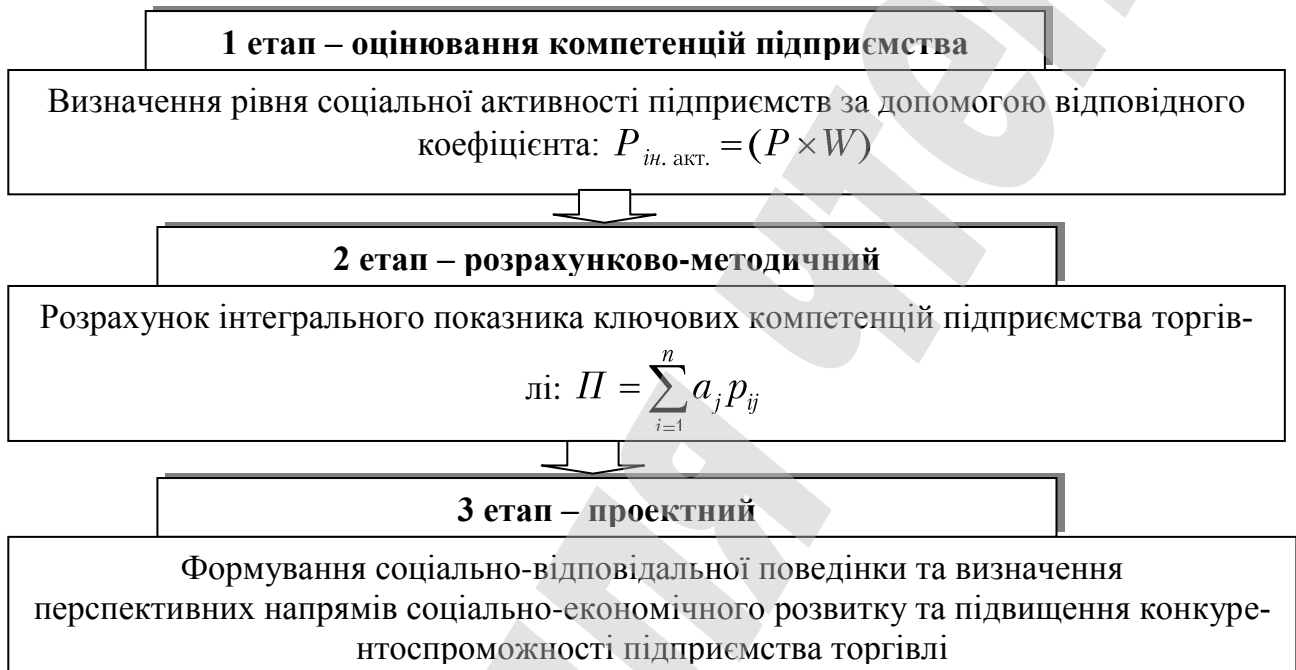 1 етап – оцінювання компетенцій підприємства
Визначення рівня соціальної активності підприємств за допомогою відповідного
коефіцієнта: P ін. акт. = (P × W)
2 етап – розрахунково-методичний
Розрахунок інтегрального показника ключових компетенцій підприємства торгів-
лі: П = ∑ⁿᵢ₌₁ a_j p_ij
3 етап – проектний
Формування соціально-відповідальної поведінки та визначення
перспективних напрямів соціально-економічного розвитку та підвищення конкуре-
нтоспроможності підприємства торгівлі